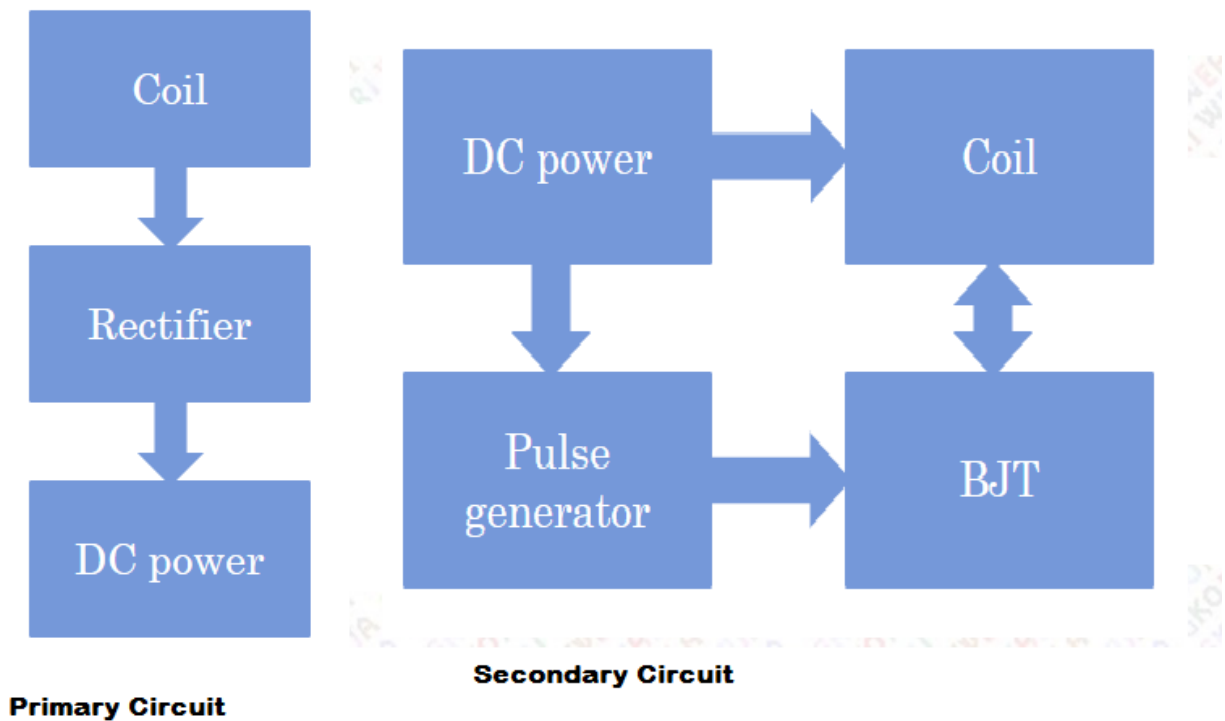 Coil
Rectifier
DC power
Primary Circuit
DC power
Coil
Pulse
generator
BJT
Secondary Circuit